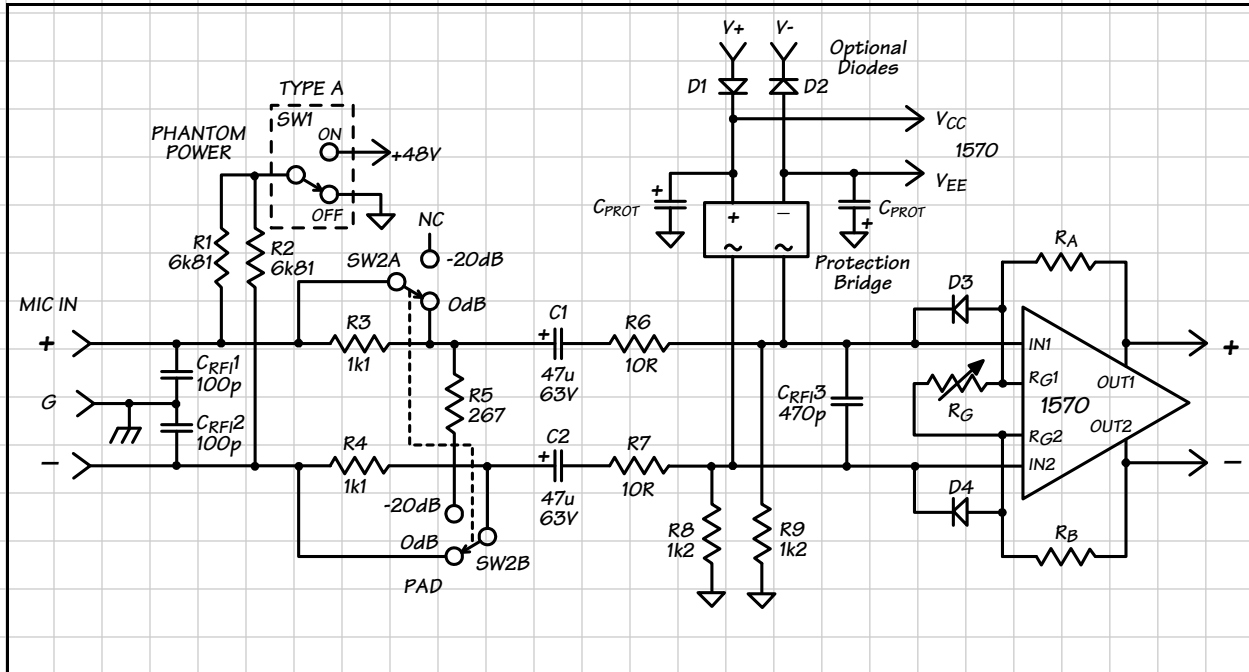 V+
V-
Optional
Diodes
D1
D2
TYPE A
SW1
ON
VCC
PHANTOM
POWER
+48V
1570
VEE
OFF
CPROT
+
+
-
CPROT
+
NC
~
~
R1
6k81
R2
6k81
SW2A
-20dB
Protection
Bridge
RA
MIC IN
0dB
D3
+
CRFI1
100p
R3
1k1
C1
+
47u
63V
R6
10R
IN1
+
G
R5
267
CRFI3
470p
RG
RG1
OUT1
1570
CRFI2
100p
RG2
OUT2
-
R4
1k1
C2
+
47u
63V
R7
10R
IN2
-
-20dB
D4
0dB
SW2B
R8
1k2
R9
1k2
RB
PAD